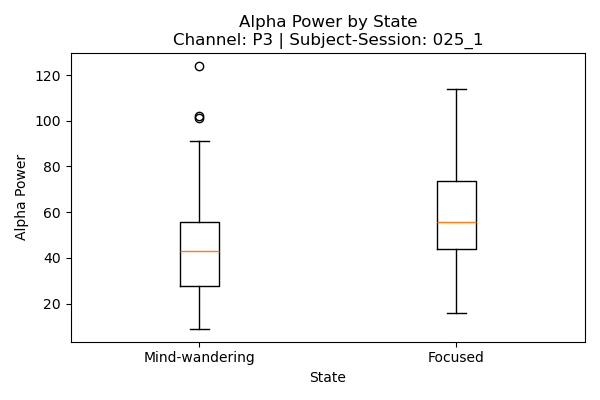 Alpha Power by State
Channel: P3 | Subject-Session: 025_1
120
100
80
60
40
20
Alpha Power
Mind-wandering
Focused
State